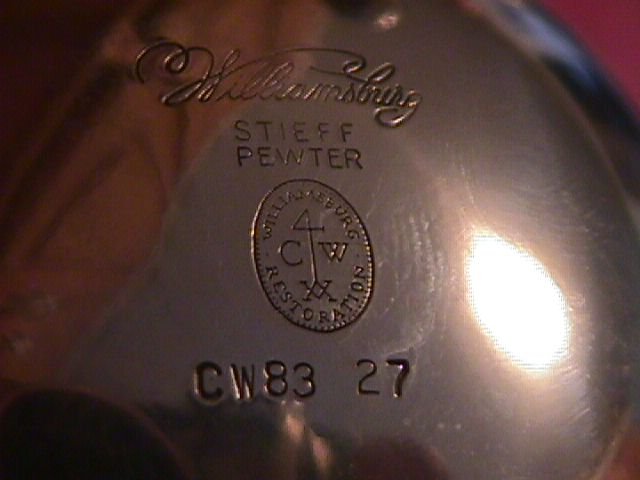 Williamsburg
STIEFF
PEWTER
WILLIAMSBURG
C W
RESTORATION
CW83 27